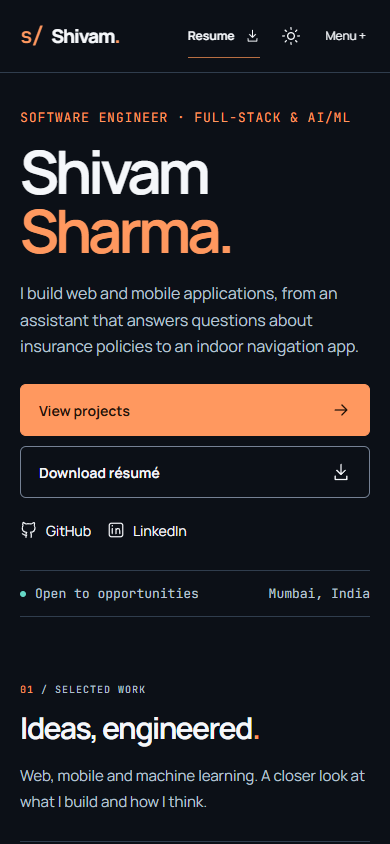 s/ Shivam.
Resume
Menu +
SOFTWARE ENGINEER · FULL-STACK & AI/ML
Shivam
Sharma.
I build web and mobile applications, from an
assistant that answers questions about
insurance policies to an indoor navigation app.
View projects
Download résumé
GitHub LinkedIn
Open to opportunities
Mumbai, India
01 / SELECTED WORK
Ideas, engineered.
Web, mobile and machine learning. A closer look at
what I build and how I think.